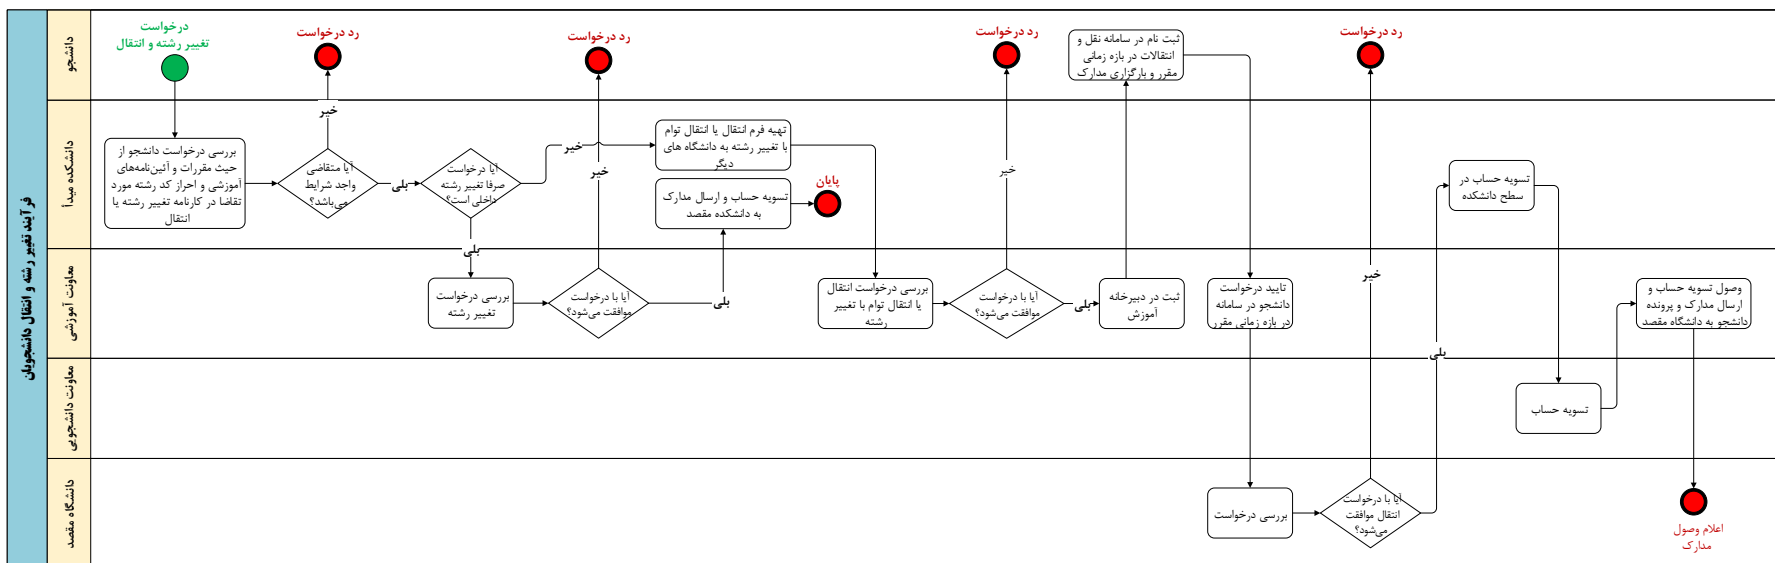 فرآیند تغییر رشته و انتقال دانشجویان
دانشجو
دانشکده مبدأ
معاونت آموزشی
معاونت دانشجویی
دانشگاه مقصد
درخواست
تغییر رشته و انتقال
بررسی درخواست دانشجو از
حیث مقررات و آئین‌نامه‌های
آموزشی و احراز کد رشته مورد
تقاضا در کارنامه تغییر رشته یا
انتقال
آیا متقاضی
واجد شرایط
می‌باشد؟
خیر
رد درخواست
بلی
آیا درخواست
صرفا تغییر رشته
داخلی است؟
خیر
بلی
بررسی درخواست
تغییر رشته
آیا با درخواست
موافقت می‌شود؟
خیر
رد درخواست
بلی
تسویه حساب و ارسال مدارک
به دانشکده مقصد
پایان
تهیه فرم انتقال یا انتقال توام
با تغییر رشته به دانشگاه های
دیگر
بررسی درخواست انتقال
یا انتقال توام با تغییر
رشته
آیا با درخواست
موافقت می‌شود؟
خیر
رد درخواست
بلی
ثبت در دبیرخانه
آموزش
ثبت نام در سامانه نقل و
انتقالات در بازه زمانی
مقرر و بارگزاری مدارک
تایید درخواست
دانشجو در سامانه
در بازه زمانی مقرر
بررسی درخواست
آیا با درخواست
انتقال موافقت
می‌شود؟
خیر
رد درخواست
بلی
تسویه حساب در
سطح دانشکده
تسویه حساب
وصول تسویه حساب و
ارسال مدارک و پرونده
دانشجو به دانشگاه مقصد
اعلام وصول
مدارک